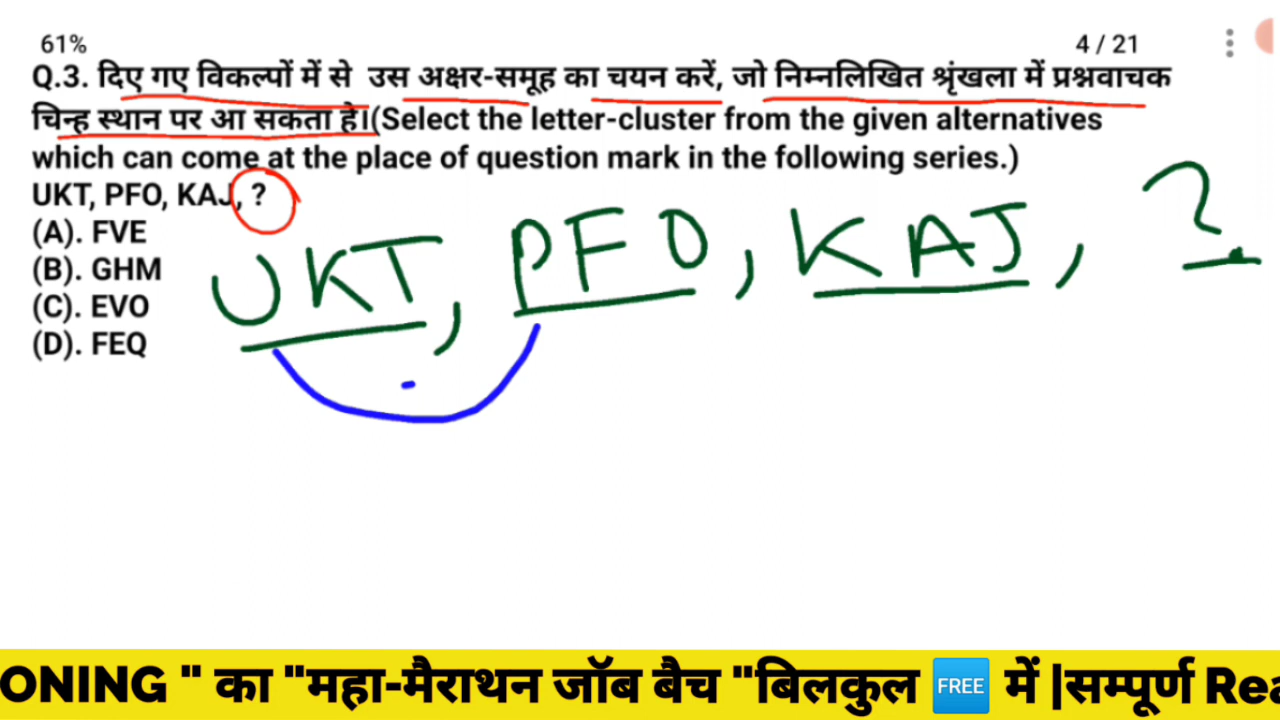 61%
4 / 21
Q.3. दिए गए विकल्पों में से उस अक्षर-समूह का चयन करें, जो निम्नलिखित श्रृंखला में प्रश्नवाचक
चिन्ह स्थान पर आ सकता हे।(Select the letter-cluster from the given alternatives
which can come at the place of question mark in the following series.)
UKT, PFO, KAJ, ?
(A). FVE
(B). GHM
(C). EVO
(D). FEQ
UKT, PFO, KAJ, ?
ONING " का "महा-मैराथन जॉब बैच "बिलकुल FREE में |सम्पूर्ण Rea